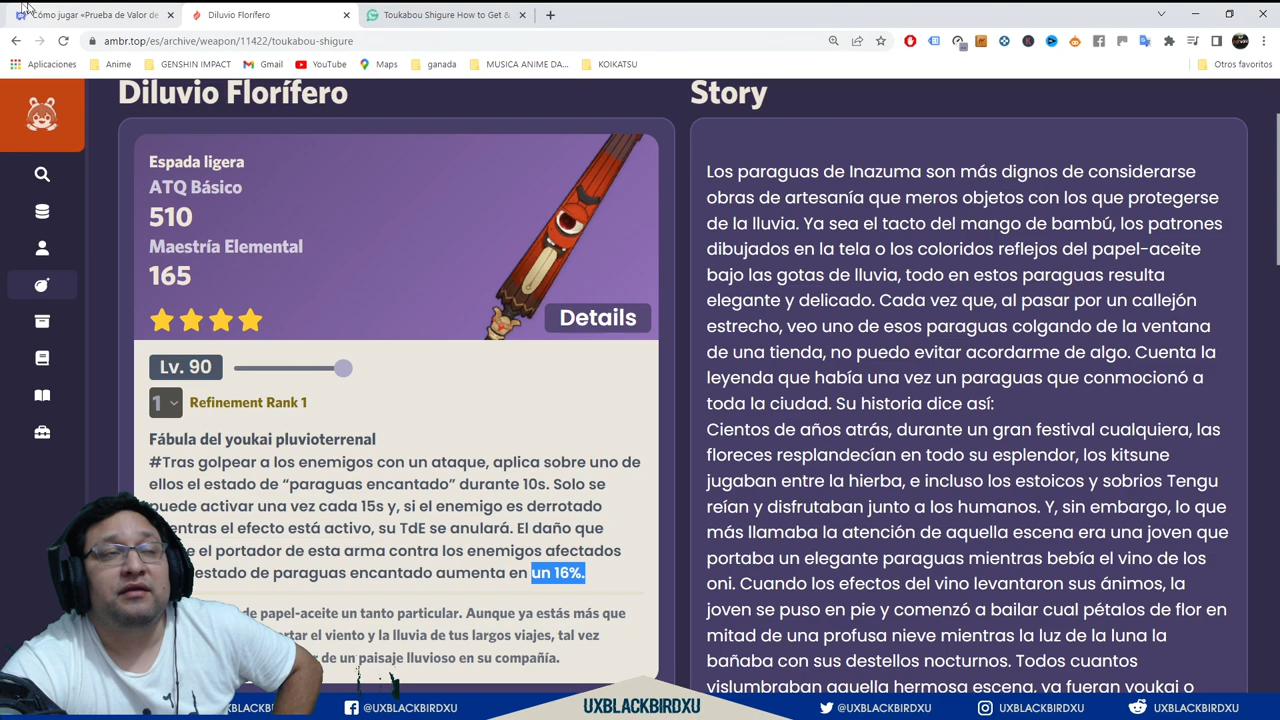 Cómo jugar «Prueba de Valor de
Diluvio Florífero
Toukabou Shigure How to Get &
ambr.top/es/archive/weapon/11422/toukabou-shigure
Aplicaciones
Anime
GENSHIN IMPACT
Gmail
YouTube
Maps
ganada
MUSICA ANIME DA...
KOIKATSU
Otros favoritos
Diluvio Florífero
Espada ligera
ATQ Básico
510
Maestría Elemental
165
Details
Lv. 90
1
Refinement Rank 1
Fábula del youkai pluvioterrenal
#Tras golpear a los enemigos con un ataque, aplica sobre uno de
ellos el estado de “paraguas encantado” durante 10s. Solo se
puede activar una vez cada 15s y, si el enemigo es derrotado
mientras el efecto está activo, su TdE se anulará. El daño que
el portador de esta arma contra los enemigos afectados
estado de paraguas encantado aumenta en un 16%.
de papel-aceite un tanto particular. Aunque ya estás más que
el viento y la lluvia de tus largos viajes, tal vez
de un paisaje lluvioso en su compañía.
Story
Los paraguas de Inazuma son más dignos de considerarse
obras de artesanía que meros objetos con los que protegerse
de la lluvia. Ya sea el tacto del mango de bambú, los patrones
dibujados en la tela o los coloridos reflejos del papel-aceite
bajo las gotas de lluvia, todo en estos paraguas resulta
elegante y delicado. Cada vez que, al pasar por un callejón
estrecho, veo uno de esos paraguas colgando de la ventana
de una tienda, no puedo evitar acordarme de algo. Cuenta la
leyenda que había una vez un paraguas que conmocionó a
toda la ciudad. Su historia dice así:
Cientos de años atrás, durante un gran festival cualquiera, las
floreces resplandecían en todo su esplendor, los kitsune
jugaban entre la hierba, e incluso los estoicos y sobrios Tengu
reían y disfrutaban junto a los humanos. Y, sin embargo, lo que
más llamaba la atención de aquella escena era una joven que
portaba un elegante paraguas mientras bebía el vino de los
oni. Cuando los efectos del vino levantaron sus ánimos, la
joven se puso en pie y comenzó a bailar cual pétalos de flor en
mitad de una profusa nieve mientras la luz de la luna la
bañaba con sus destellos nocturnos. Todos cuantos
vislumbraban aquella hermosa escena, ya fueran youkai o
UXBLACKBIRDXU
@UXBLACKBIRDXU
UXBLACKBIRDXU
@UXBLACKBIRDXU
UXBLACKBIRDXU
UXBLACKBIRDXU